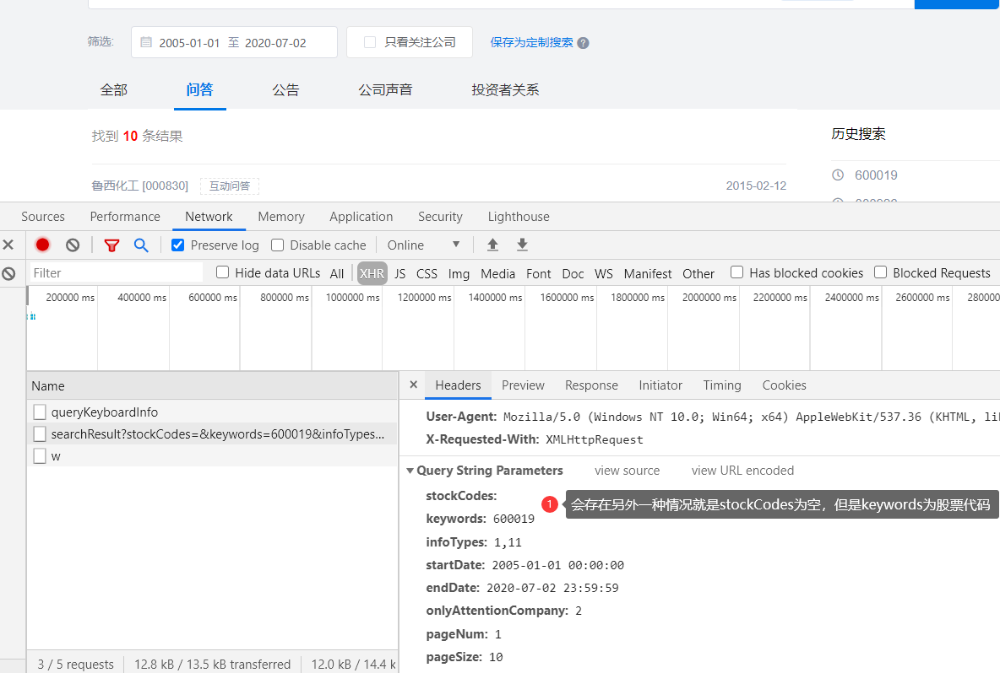 筛选:
2005-01-01 至 2020-07-02
只看关注公司
保存为定制搜索 ?
全部 问答 公告 公司声音 投资者关系
找到 10 条结果
历史搜索
鲁西化工 [000830] 互动问答 2015-02-12
600019
Sources Performance Network Memory Application Security Lighthouse
Preserve log Disable cache Online
Filter Hide data URLs All XHR JS CSS Img Media Font Doc WS Manifest Other Has blocked cookies Blocked Requests
200000 ms 400000 ms 600000 ms 800000 ms 1000000 ms 1200000 ms 1400000 ms 1600000 ms 1800000 ms 2000000 ms 2200000 ms 2400000 ms 2600000 ms 280000
Name
queryKeyboardInfo
searchResult?stockCodes=&keywords=600019&infoTypes...
w
3 / 5 requests 12.8 kB / 13.5 kB transferred 12.0 kB / 14.4 k
× Headers Preview Response Initiator Timing Cookies
User-Agent: Mozilla/5.0 (Windows NT 10.0; Win64; x64) AppleWebKit/537.36 (KHTML, li
X-Requested-With: XMLHttpRequest
Query String Parameters view source view URL encoded
stockCodes:
1 会存在另外一种情况就是stockCodes为空，但是keywords为股票代码
keywords: 600019
infoTypes: 1,11
startDate: 2005-01-01 00:00:00
endDate: 2020-07-02 23:59:59
onlyAttentionCompany: 2
pageNum: 1
pageSize: 10